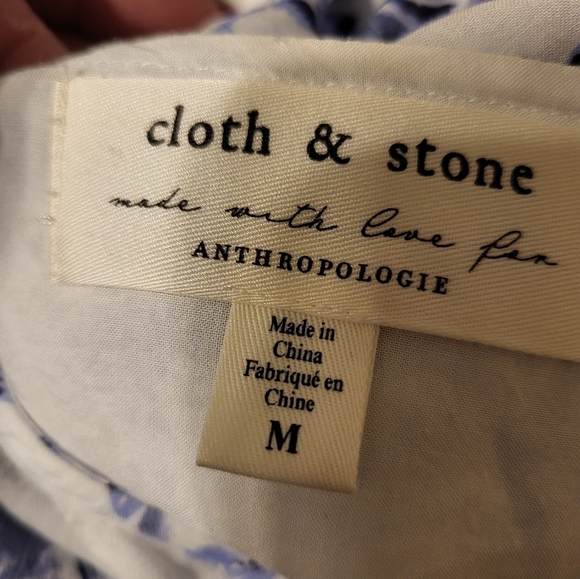 cloth & stone
made with love for
ANTHROPOLOGIE
Made in
China
Fabriqué en
Chine
M